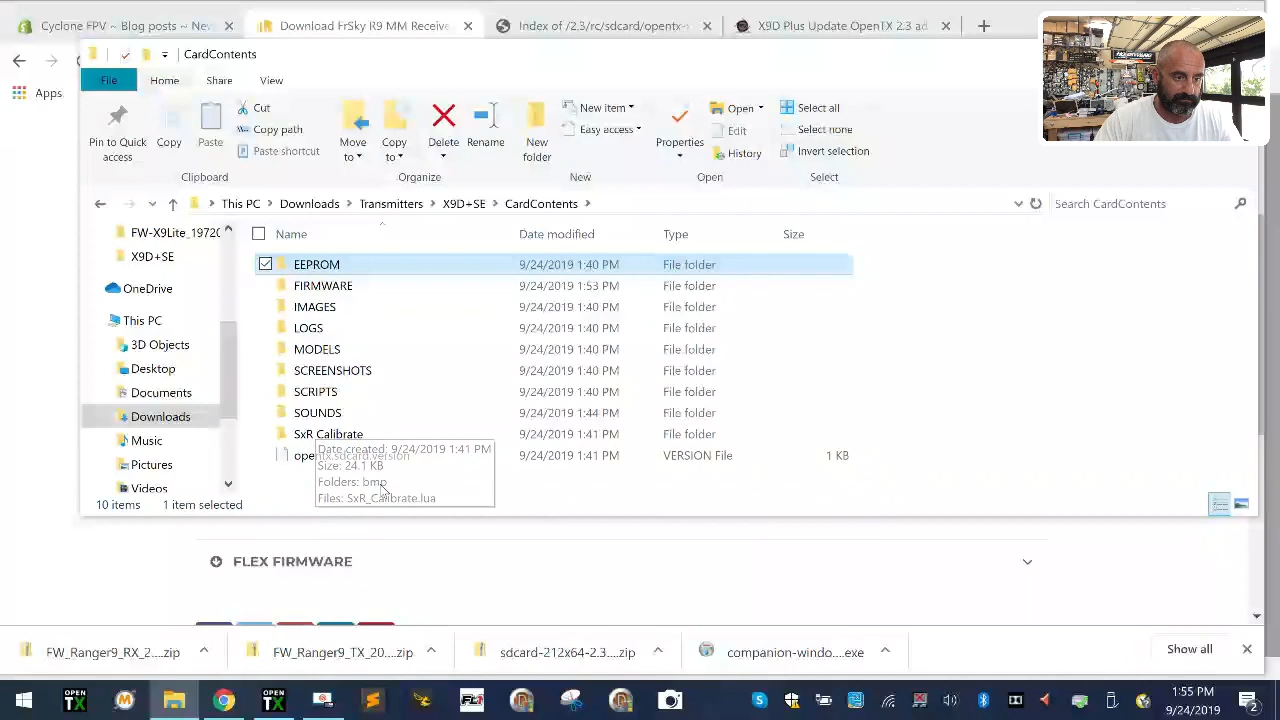 Cyclone FPV ~ Blog posts ~ Ne
Download FrSky R9 MM Receive
Index of /2.3/rc/sdcard/opentx-
X9D Plus Update OpenTX 2.3 ad
CardContents
File
Home
Share
View
Apps
Pin to Quick access
Copy
Paste
Cut
Copy path
Paste shortcut
Clipboard
Move to
Copy to
Delete
Rename
Organize
New folder
New item
Easy access
New
Properties
Open
Edit
History
Open
Select all
Select none
Invert selection
Select
This PC
Downloads
Transmitters
X9D+SE
CardContents
Search CardContents
Name
Date modified
Type
Size
FW-X9Lite_19720
X9D+SE
OneDrive
This PC
3D Objects
Desktop
Documents
Downloads
Music
Pictures
Videos
EEPROM 9/24/2019 1:40 PM File folder
FIRMWARE 9/24/2019 1:53 PM File folder
IMAGES 9/24/2019 1:40 PM File folder
LOGS 9/24/2019 1:40 PM File folder
MODELS 9/24/2019 1:40 PM File folder
SCREENSHOTS 9/24/2019 1:40 PM File folder
SCRIPTS 9/24/2019 1:40 PM File folder
SOUNDS 9/24/2019 1:44 PM File folder
SxR Calibrate 9/24/2019 1:41 PM File folder
opentx.sdcard.version 9/24/2019 1:41 PM VERSION File 1 KB
Date created: 9/24/2019 1:41 PM
Size: 24.1 KB
Folders: bmp
Files: SxR_Calibrate.lua
10 items
1 item selected
FLEX FIRMWARE
FW_Ranger9_RX_2....zip
FW_Ranger9_TX_20....zip
sdcard-212x64-2.3....zip
companion-windo....exe
Show all
OPEN TX
OPEN TX
1:55 PM
9/24/2019
2